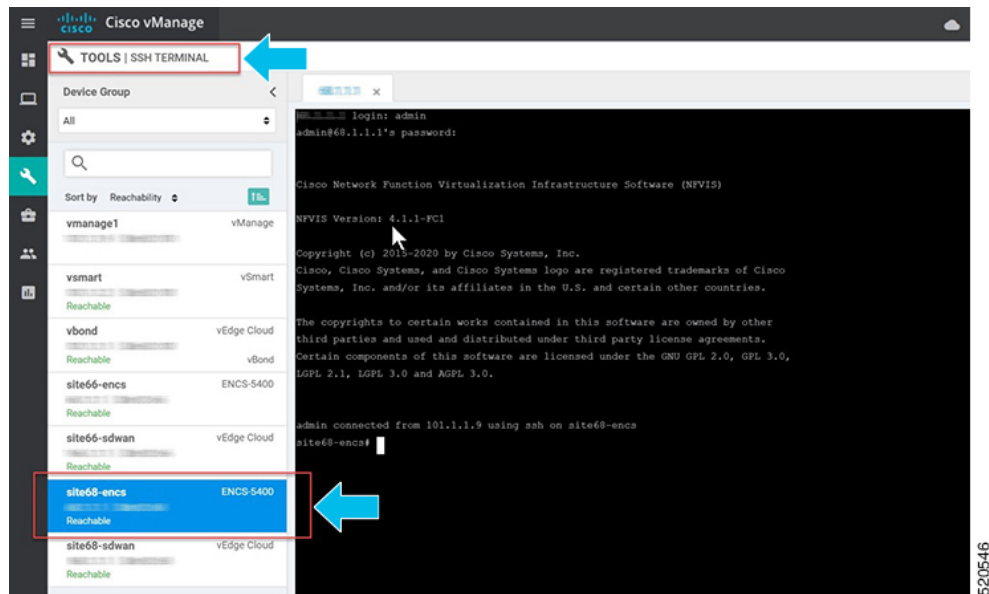 cisco Cisco vManage
TOOLS | SSH TERMINAL
Device Group
All
Sort by Reachability
vmanage1 vManage
vsmart vSmart
Reachable
vbond vEdge Cloud
Reachable vBond
site66-encs ENCS-5400
Reachable
site66-sdwan vEdge Cloud
Reachable
site68-encs ENCS-5400
Reachable
site68-sdwan vEdge Cloud
Reachable
login: admin
admin@68.1.1.1's password:
Cisco Network Function Virtualization Infrastructure Software (NFVIS)
NFVIS Version: 4.1.1-FC1
Copyright (c) 2015-2020 by Cisco Systems, Inc.
Cisco, Cisco Systems, and Cisco Systems logo are registered trademarks of Cisco
Systems, Inc. and/or its affiliates in the U.S. and certain other countries.
The copyrights to certain works contained in this software are owned by other
third parties and used and distributed under third party license agreements.
Certain components of this software are licensed under the GNU GPL 2.0, GPL 3.0,
LGPL 2.1, LGPL 3.0 and AGPL 3.0.
admin connected from 101.1.1.9 using ssh on site68-encs
site68-encs#
520546